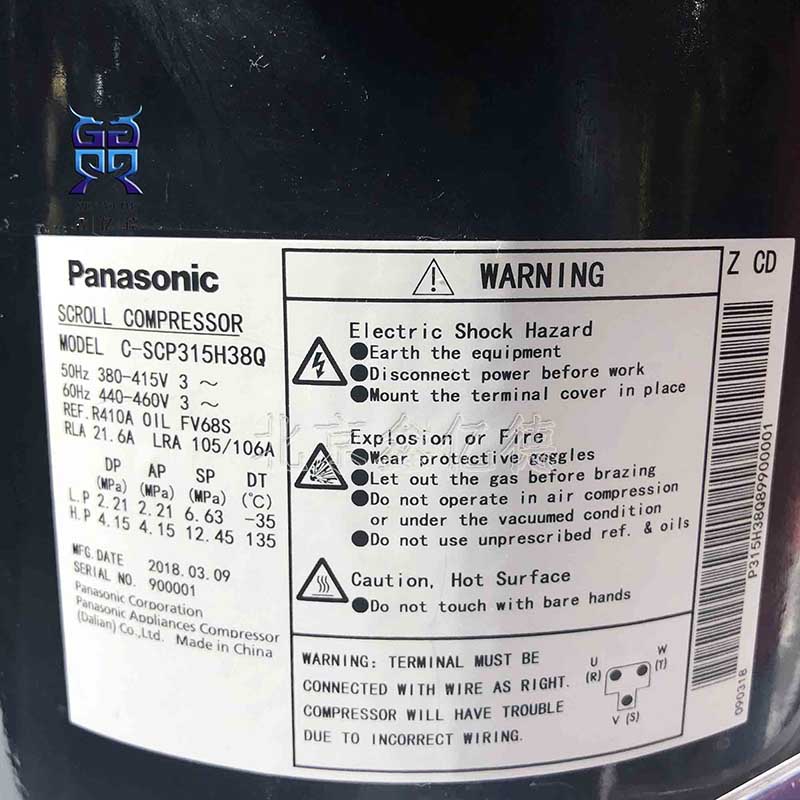 Panasonic
SCROLL COMPRESSOR
MODEL C-SCP315H38Q
50Hz 380-415V 3 ~
60Hz 440-460V 3 ~
REF.R410A OIL FV68S
RLA 21.6A LRA 105/106A
DP AP SP DT
(MPa) (MPa) (MPa) (℃)
L.P 2.21 2.21 6.63 -35
H.P 4.15 4.15 12.45 135
MFG.DATE 2018.03.09
SERIAL NO. 900001
Panasonic Corporation
Panasonic Appliances Compressor
(Dalian) Co.,Ltd. Made in China
WARNING
Electric Shock Hazard
●Earth the equipment
●Disconnect power before work
●Mount the terminal cover in place
Explosion or Fire
●Wear protective goggles
●Let out the gas before brazing
●Do not operate in air compression
or under the vacuumed condition
●Do not use unprescribed ref. & oils
Caution, Hot Surface
●Do not touch with bare hands
WARNING: TERMINAL MUST BE
CONNECTED WITH WIRE AS RIGHT.
COMPRESSOR WILL HAVE TROUBLE
DUE TO INCORRECT WIRING.
U
(R)
W
(T)
V (S)
Z CD
P315H38Q89900001
090318
北京鑫亿德